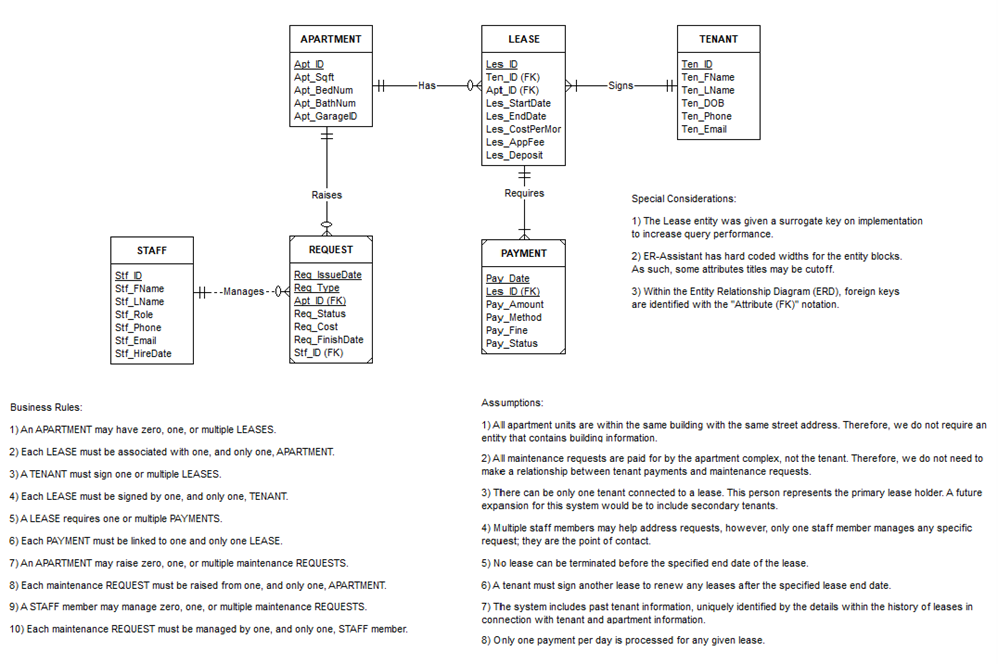 APARTMENT
Apt_ID
Apt_Sqft
Apt_BedNum
Apt_BathNum
Apt_GarageID
Has
LEASE
Les_ID
Ten_ID (FK)
Apt_ID (FK)
Les_StartDate
Les_EndDate
Les_CostPerMor
Les_AppFee
Les_Deposit
Signs
TENANT
Ten_ID
Ten_FName
Ten_LName
Ten_DOB
Ten_Phone
Ten_Email
Raises
Requires
STAFF
Stf_ID
Stf_FName
Stf_LName
Stf_Role
Stf_Phone
Stf_Email
Stf_HireDate
Manages
REQUEST
Req_IssueDate
Req_Type
Apt_ID (FK)
Req_Status
Req_Cost
Req_FinishDate
Stf_ID (FK)
PAYMENT
Pay_Date
Les_ID (FK)
Pay_Amount
Pay_Method
Pay_Fine
Pay_Status
Special Considerations:
1) The Lease entity was given a surrogate key on implementation
to increase query performance.
2) ER-Assistant has hard coded widths for the entity blocks.
As such, some attributes titles may be cutoff.
3) Within the Entity Relationship Diagram (ERD), foreign keys
are identified with the "Attribute (FK)" notation.
Business Rules:
1) An APARTMENT may have zero, one, or multiple LEASES.
2) Each LEASE must be associated with one, and only one, APARTMENT.
3) A TENANT must sign one or multiple LEASES.
4) Each LEASE must be signed by one, and only one, TENANT.
5) A LEASE requires one or multiple PAYMENTS.
6) Each PAYMENT must be linked to one and only one LEASE.
7) An APARTMENT may raise zero, one, or multiple maintenance REQUESTS.
8) Each maintenance REQUEST must be raised from one, and only one, APARTMENT.
9) A STAFF member may manage zero, one, or multiple maintenance REQUESTS.
10) Each maintenance REQUEST must be managed by one, and only one, STAFF member.
Assumptions:
1) All apartment units are within the same building with the same street address. Therefore, we do not require an
entity that contains building information.
2) All maintenance requests are paid for by the apartment complex, not the tenant. Therefore, we do not need to
make a relationship between tenant payments and maintenance requests.
3) There can be only one tenant connected to a lease. This person represents the primary lease holder. A future
expansion for this system would be to include secondary tenants.
4) Multiple staff members may help address requests, however, only one staff member manages any specific
request; they are the point of contact.
5) No lease can be terminated before the specified end date of the lease.
6) A tenant must sign another lease to renew any leases after the specified lease end date.
7) The system includes past tenant information, uniquely identified by the details within the history of leases in
connection with tenant and apartment information.
8) Only one payment per day is processed for any given lease.